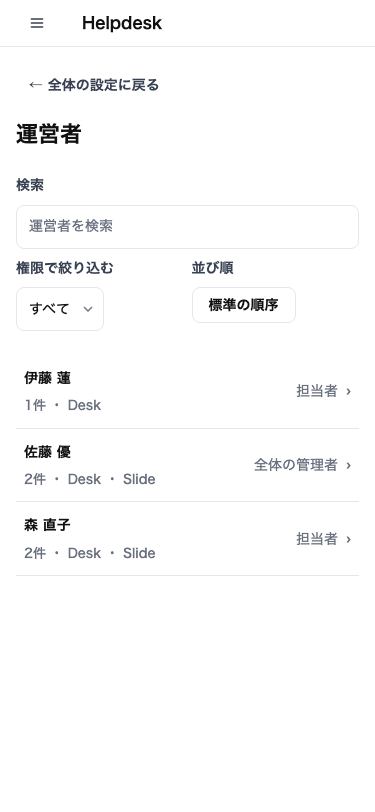 Helpdesk
← 全体の設定に戻る
運営者
検索
運営者を検索
権限で絞り込む
すべて
並び順
標準の順序
伊藤 蓮
1件 ・ Desk
担当者 ›
佐藤 優
2件 ・ Desk ・ Slide
全体の管理者 ›
森 直子
2件 ・ Desk ・ Slide
担当者 ›